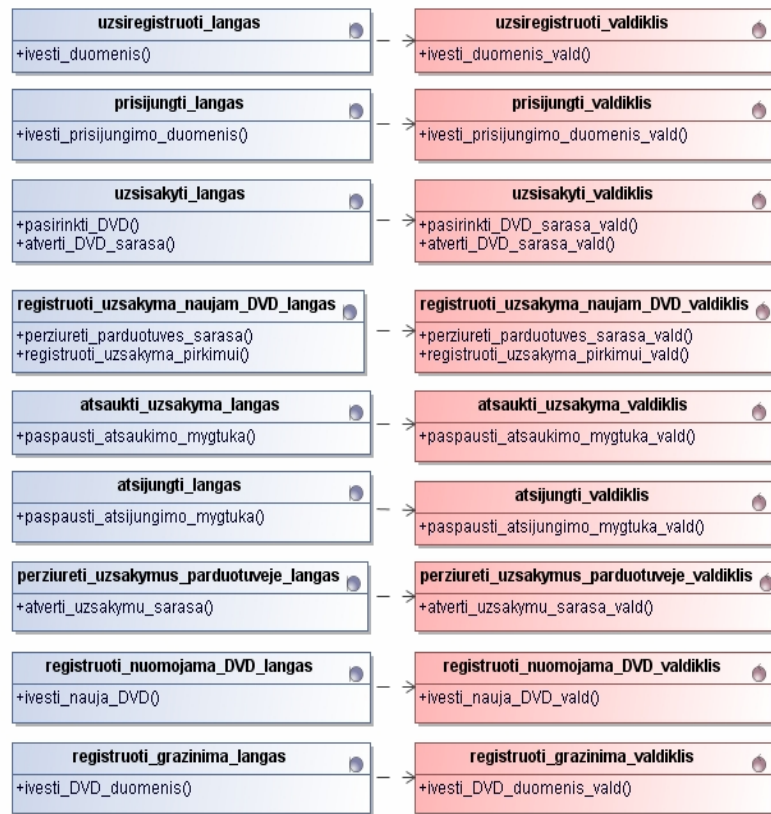 uzsiregistruoti_langas
+ivesti_duomenis()
uzsiregistruoti_valdiklis
+ivesti_duomenis_vald()
prisijungti_langas
+ivesti_prisijungimo_duomenis()
prisijungti_valdiklis
+ivesti_prisijungimo_duomenis_vald()
uzsisakyti_langas
+pasirinkti_DVD()
+atverti_DVD_sarasa()
uzsisakyti_valdiklis
+pasirinkti_DVD_sarasa_vald()
+atverti_DVD_sarasa_vald()
registruoti_uzsakyma_naujam_DVD_langas
+perziureti_parduotuves_sarasa()
+registruoti_uzsakyma_pirkimui()
registruoti_uzsakyma_naujam_DVD_valdiklis
+perziureti_parduotuves_sarasa_vald()
+registruoti_uzsakyma_pirkimui_vald()
atsaukti_uzsakyma_langas
+paspausti_atsaukimo_mygtuka()
atsaukti_uzsakyma_valdiklis
+paspausti_atsaukimo_mygtuka_vald()
atsijungti_langas
+paspausti_atsijungimo_mygtuka()
atsijungti_valdiklis
+paspausti_atsijungimo_mygtuka_vald()
perziureti_uzsakymus_parduotuveje_langas
+atverti_uzsakymu_sarasa()
perziureti_uzsakymus_parduotuveje_valdiklis
+atverti_uzsakymu_sarasa_vald()
registruoti_nuomojama_DVD_langas
+ivesti_nauja_DVD()
registruoti_nuomojama_DVD_valdiklis
+ivesti_nauja_DVD_vald()
registruoti_grazinima_langas
+ivesti_DVD_duomenis()
registruoti_grazinima_valdiklis
+ivesti_DVD_duomenis_vald()